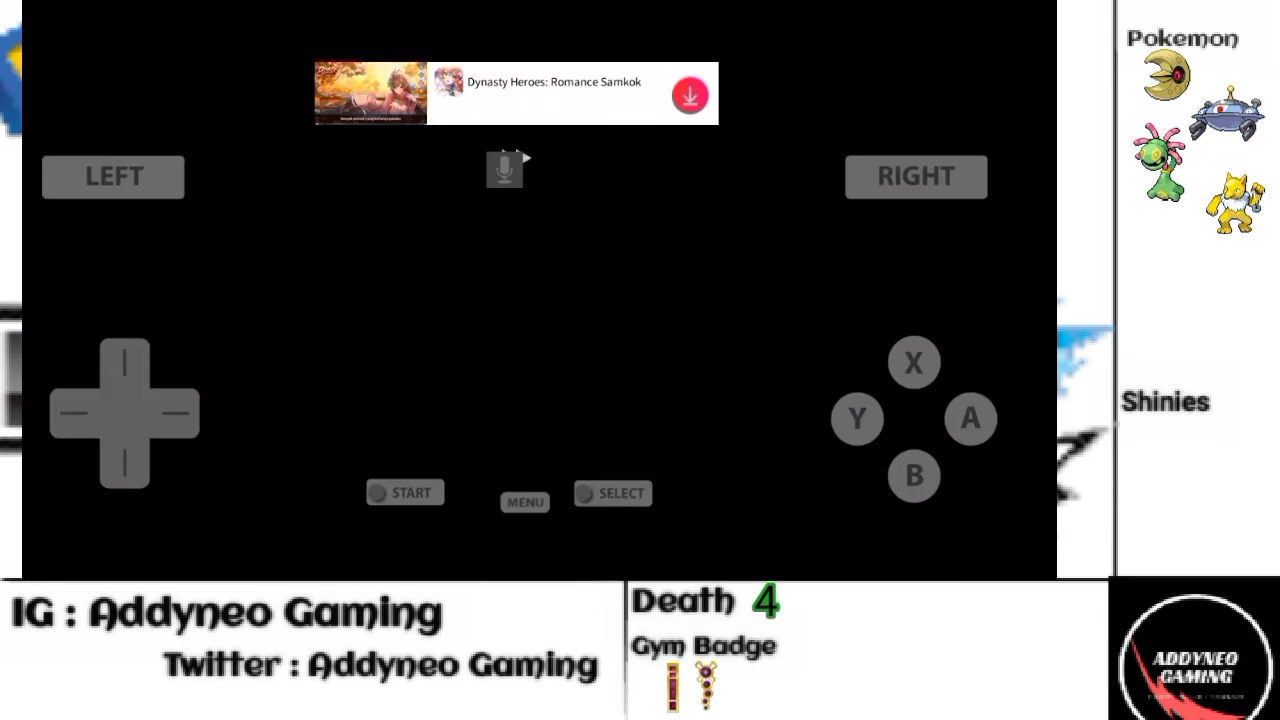 Pokemon
Dynasty Heroes: Romance Samkok
LEFT
RIGHT
X
Y
A
B
START
MENU
SELECT
Shinies
IG : Addyneo Gaming
Twitter : Addyneo Gaming
Death 4
Gym Badge
ADDYNEO
GAMING